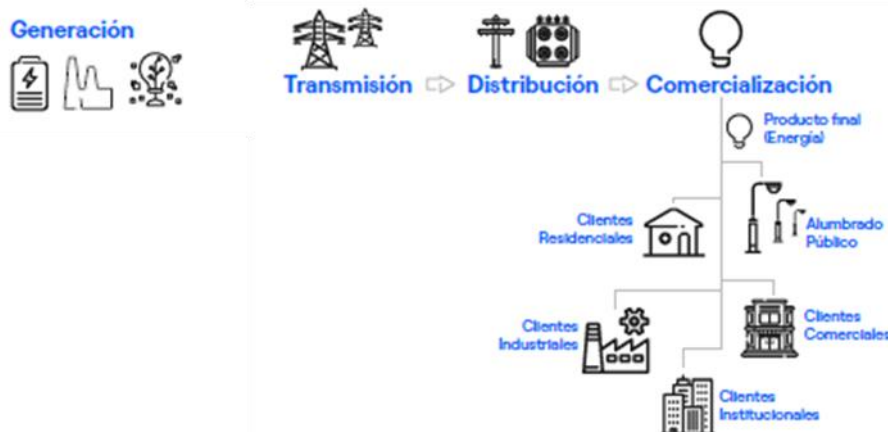 Generación
Transmisión
Distribución
Comercialización
Producto final
(Energía)
Clientes
Residenciales
Alumbrado
Público
Clientes
Industriales
Clientes
Comerciales
Clientes
Institucionales